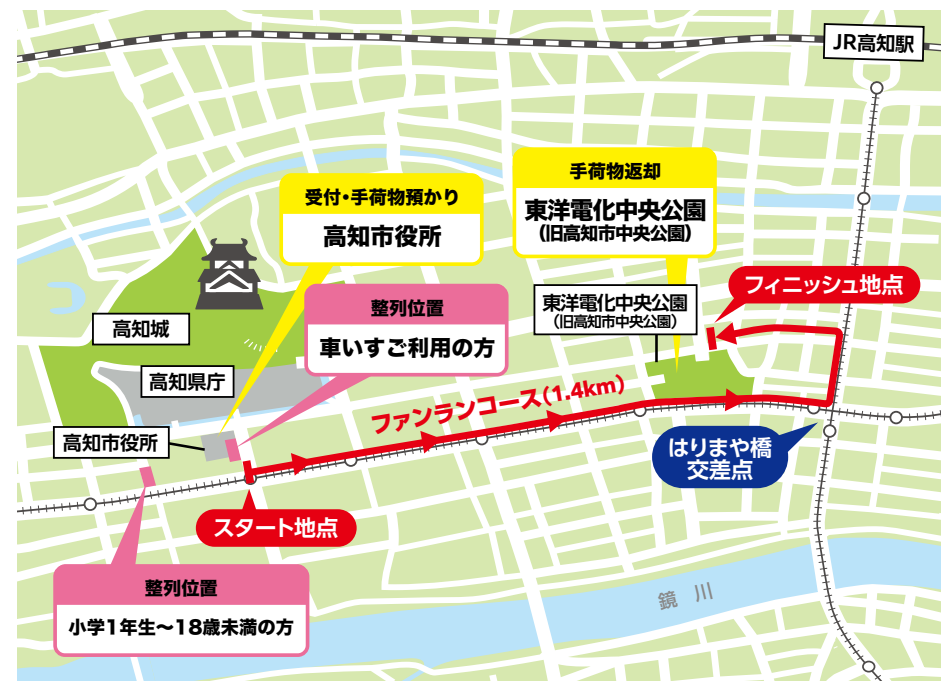 JR高知駅
手荷物返却
東洋電化中央公園
(旧高知市中央公園)
受付・手荷物預かり
高知市役所
フィニッシュ地点
東洋電化中央公園
(旧高知市中央公園)
整列位置
車いすご利用の方
高知城
高知県庁
ファンランコース(1.4km)
高知市役所
はりまや橋
交差点
スタート地点
整列位置
小学1年生〜18歳未満の方
鏡川